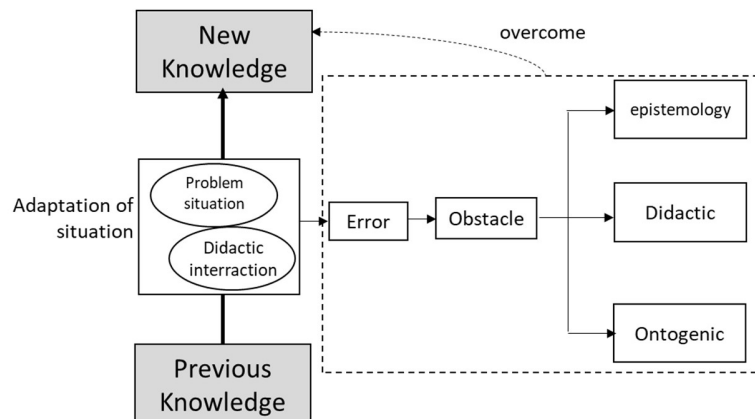 New
Knowledge
overcome
epistemology
Problem
situation
Adaptation of
situation
Error
Obstacle
Didactic
Didactic
interraction
Ontogenic
Previous
Knowledge